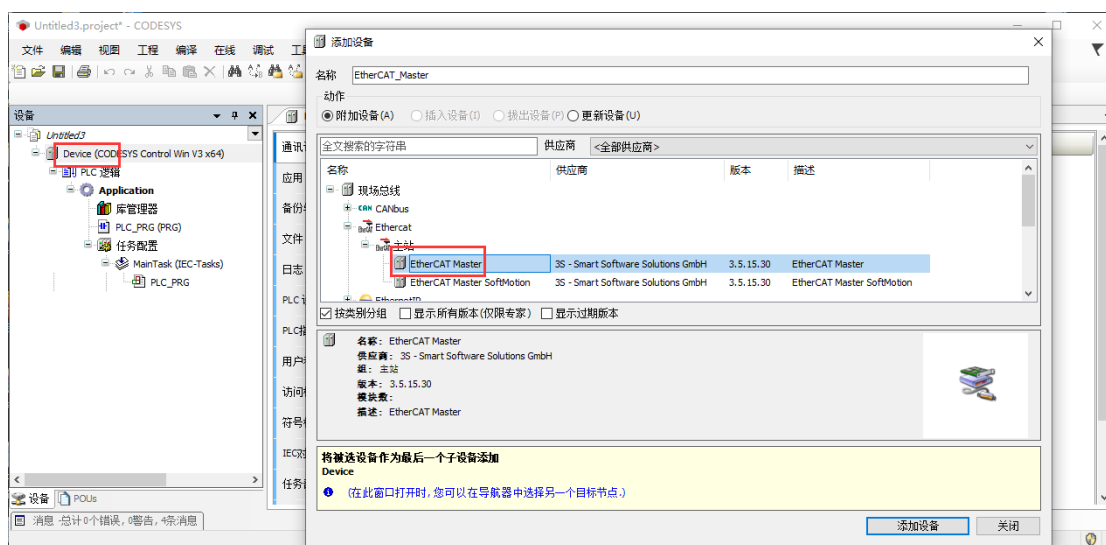 Untitled3.project* - CODESYS
文件 编辑 视图 工程 编译 在线 调试
设备
Untitled3
Device (CODESYS Control Win V3 x64)
PLC 逻辑
Application
库管理器
PLC_PRG (PRG)
任务配置
MainTask (IEC-Tasks)
PLC_PRG
设备 POUs
消息 -总计0个错误, 0警告, 4条消息
通讯
应用
备份
文件
日志
PLC
PLC指
用户
访问
符号
IEC对
任务
添加设备
名称 EtherCAT_Master
动作
附加设备(A) 插入设备(I) 拔出设备(P) 更新设备(U)
全文搜索的字符串 供应商 <全部供应商>
名称 供应商 版本 描述
现场总线
CAN CANbus
Ethercat
主站
EtherCAT Master 3S - Smart Software Solutions GmbH 3.5.15.30 EtherCAT Master
EtherCAT Master SoftMotion 3S - Smart Software Solutions GmbH 3.5.15.30 EtherCAT Master SoftMotion
EthernetIP
按类别分组 显示所有版本(仅限专家) 显示过期版本
名称: EtherCAT Master
供应商: 3S - Smart Software Solutions GmbH
组: 主站
版本: 3.5.15.30
模块数:
描述: EtherCAT Master
将被选设备作为最后一个子设备添加
Device
(在此窗口打开时, 您可以在导航器中选择另一个目标节点.)
添加设备 关闭